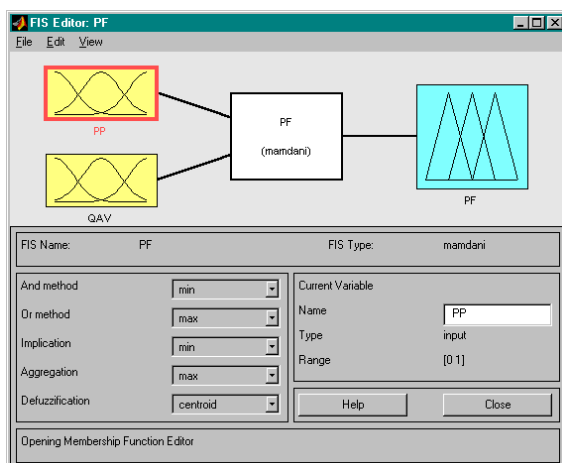 FIS Editor: PF
File Edit View
PP
PF
(mamdani)
PF
QAV
FIS Name: PF FIS Type: mamdani
And method min
Or method max
Implication min
Aggregation max
Defuzzification centroid
Current Variable
Name PP
Type input
Range [0 1]
Help Close
Opening Membership Function Editor